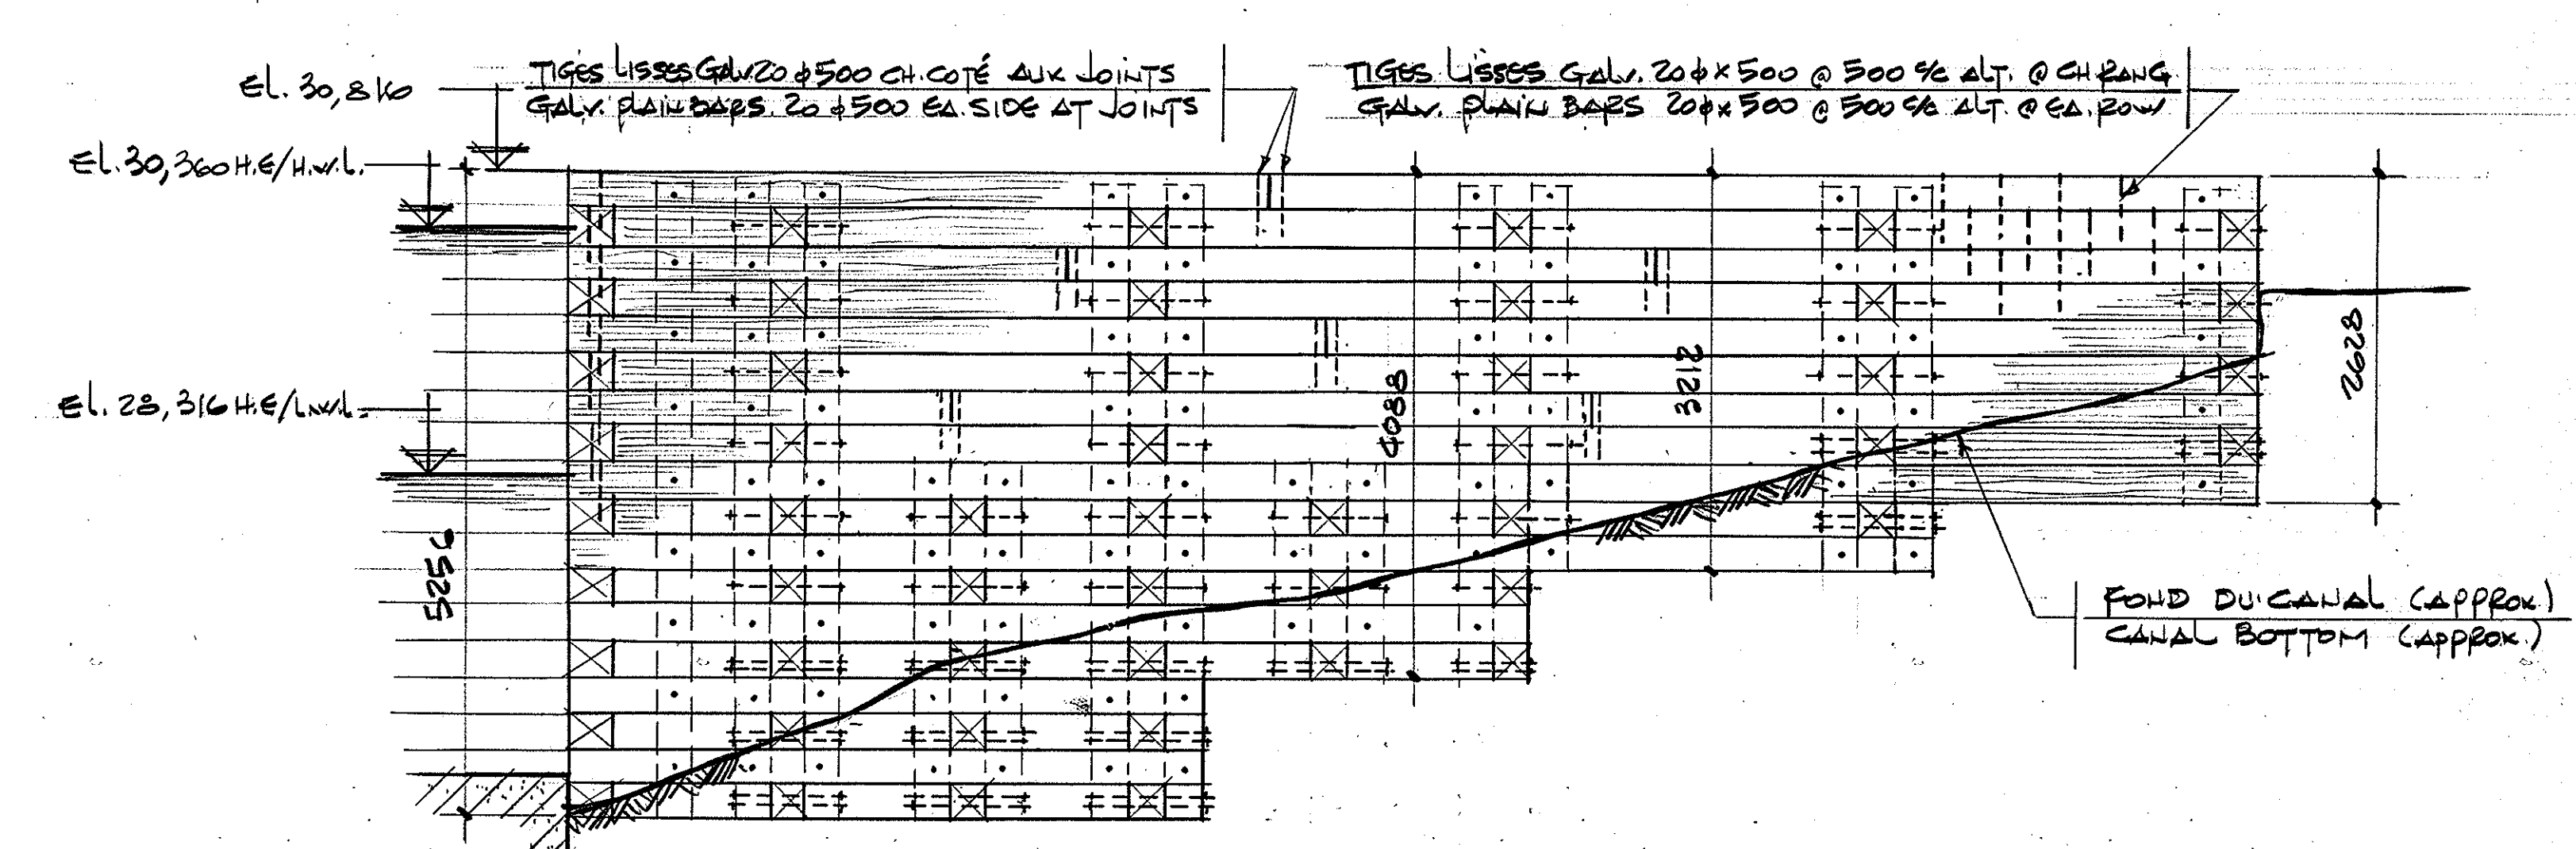 TIGES LISSES GALV 20 φ 500 CH. COTÉ AUX JOINTS
GALV. PLAIN BARS 20 φ 500 EA. SIDE AT JOINTS
TIGES LISSES GALV. 20 φ x 500 @ 500 c/c ALT. @ CH RANG
GALV. PLAIN BARS 20 φ x 500 @ 500 c/c ALT. @ EA. ROW
El. 30,816
El. 30,360 H.E/H.W.L.
El. 28,316 H.E/L.W.L.
5256
4088
3212
2628
FOND DU CANAL (APPROX.)
CANAL BOTTOM (APPROX.)